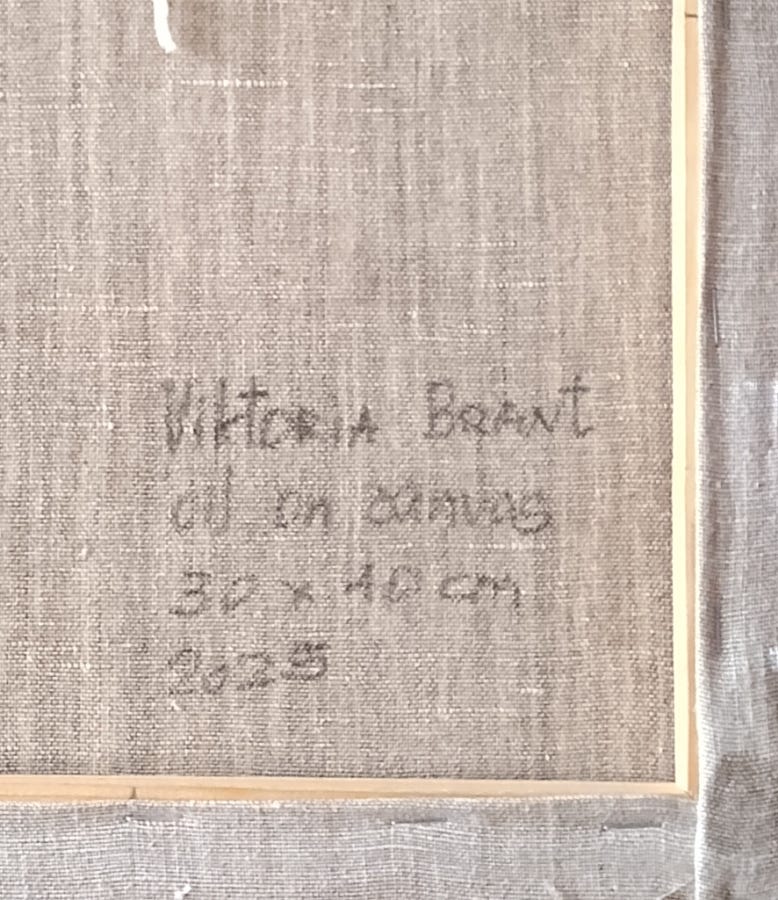 Viktoria Brant
oil on canvas
30 x 40 cm
2025